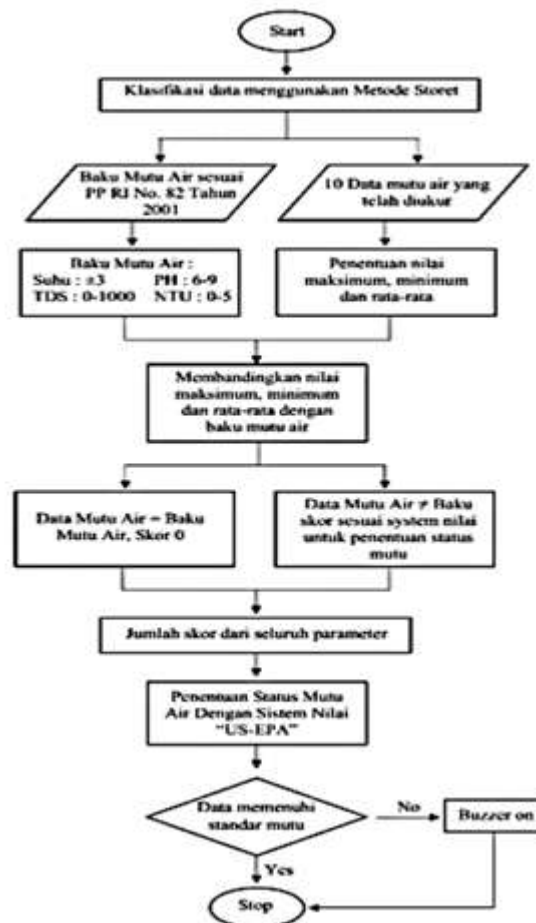 Start
Klasifikasi data menggunakan Metode Storet
Baku Mutu Air sesuai
PP RI No. 82 Tahun
2001
10 Data mutu air yang
telah diukur
Baku Mutu Air :
Suhu : ±3 PH : 6-9
TDS : 0-1000 NTU : 0-5
Penentuan nilai
maksimum, minimum
dan rata-rata
Membandingkan nilai
maksimum, minimum
dan rata-rata dengan
baku mutu air
Data Mutu Air = Baku
Mutu Air, Skor 0
Data Mutu Air ≠ Baku
skor sesuai system nilai
untuk penentuan status
mutu
Jumlah skor dari seluruh parameter
Penentuan Status Mutu
Air Dengan Sistem Nilai
“US-EPA”
Data memenuhi
standar mutu
No
Buzzer on
Yes
Stop